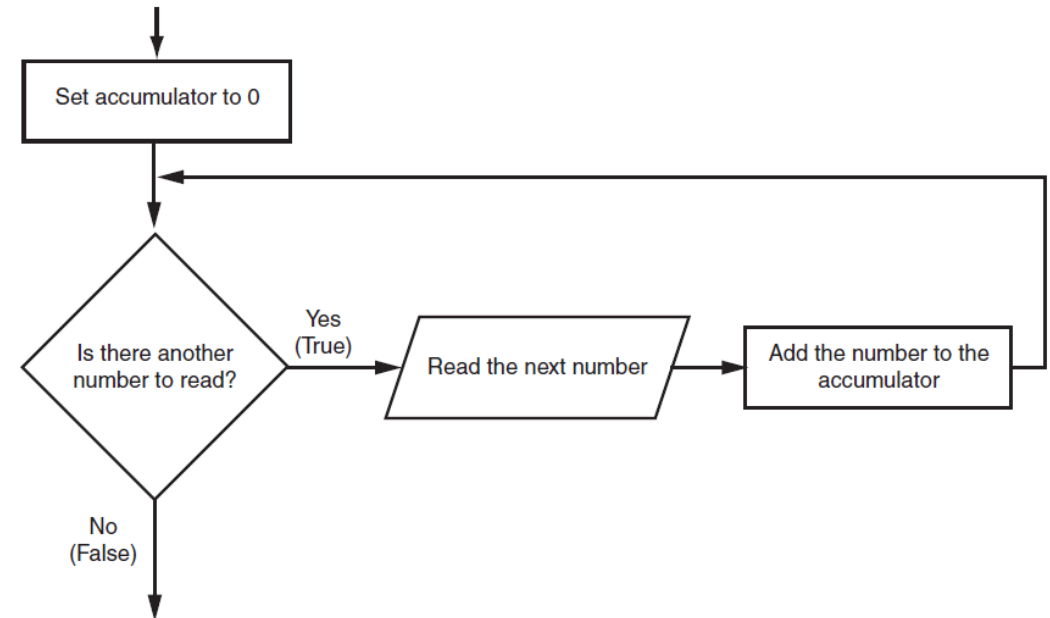 Set accumulator to 0
Is there another
number to read?
Yes
(True)
Read the next number
Add the number to the
accumulator
No
(False)